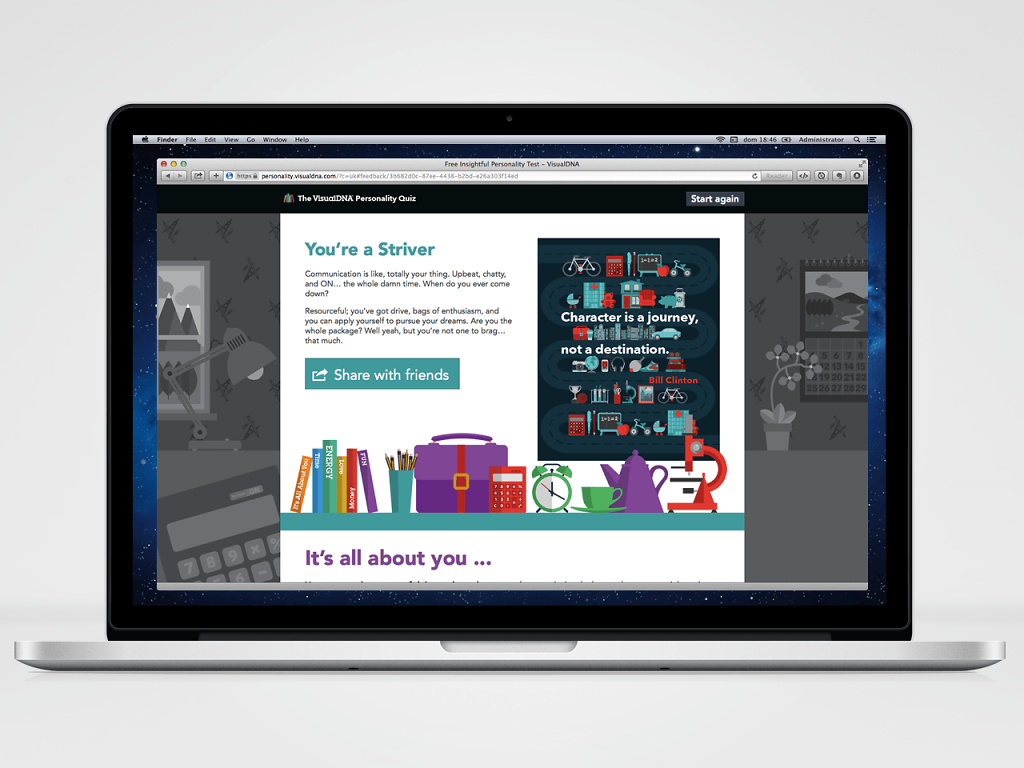 Finder File Edit View Go Window Help
dom 18:46 Administrator
Free Insightful Personality Test – VisualDNA
https personality.visualdna.com/?c=uk#feedback/3b682d0c-87ee-4438-b2bd-e26a303f14ed
Reader
The VisualDNA Personality Quiz
Start again
You're a Striver
Communication is like, totally your thing. Upbeat, chatty,
and ON... the whole damn time. When do you ever come
down?
Resourceful; you've got drive, bags of enthusiasm, and
you can apply yourself to pursue your dreams. Are you the
whole package? Well yeah, but you're not one to brag...
that much.
Share with friends
1+1=2
Character is a journey,
not a destination.
Bill Clinton
1+1=2
It's All About You
Time
ENERGY
Love
Money
FUN
It's all about you ...